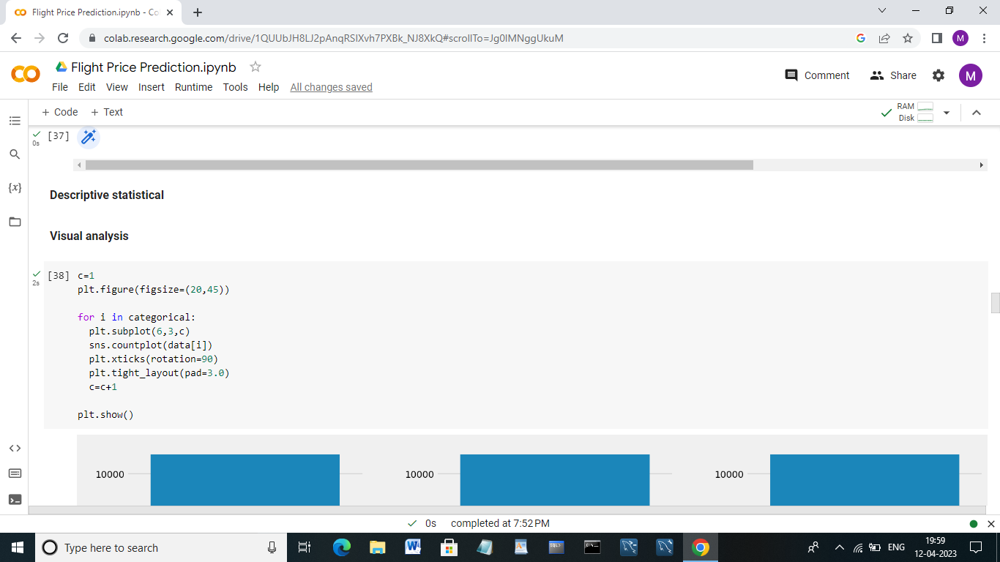 Flight Price Prediction.ipynb - Co
colab.research.google.com/drive/1QUUbJH8LJ2pAnqRSIXvh7PXBk_NJ8XkQ#scrollTo=Jg0lMNggUkuM
M
Flight Price Prediction.ipynb
File Edit View Insert Runtime Tools Help All changes saved
Comment Share M
+ Code + Text
RAM
Disk
[37]
0s
{x}
Descriptive statistical
Visual analysis
[38] c=1
2s
plt.figure(figsize=(20,45))
for i in categorical:
plt.subplot(6,3,c)
sns.countplot(data[i])
plt.xticks(rotation=90)
plt.tight_layout(pad=3.0)
c=c+1
plt.show()
10000 10000 10000
0s completed at 7:52 PM
Type here to search
ENG
19:59
12-04-2023